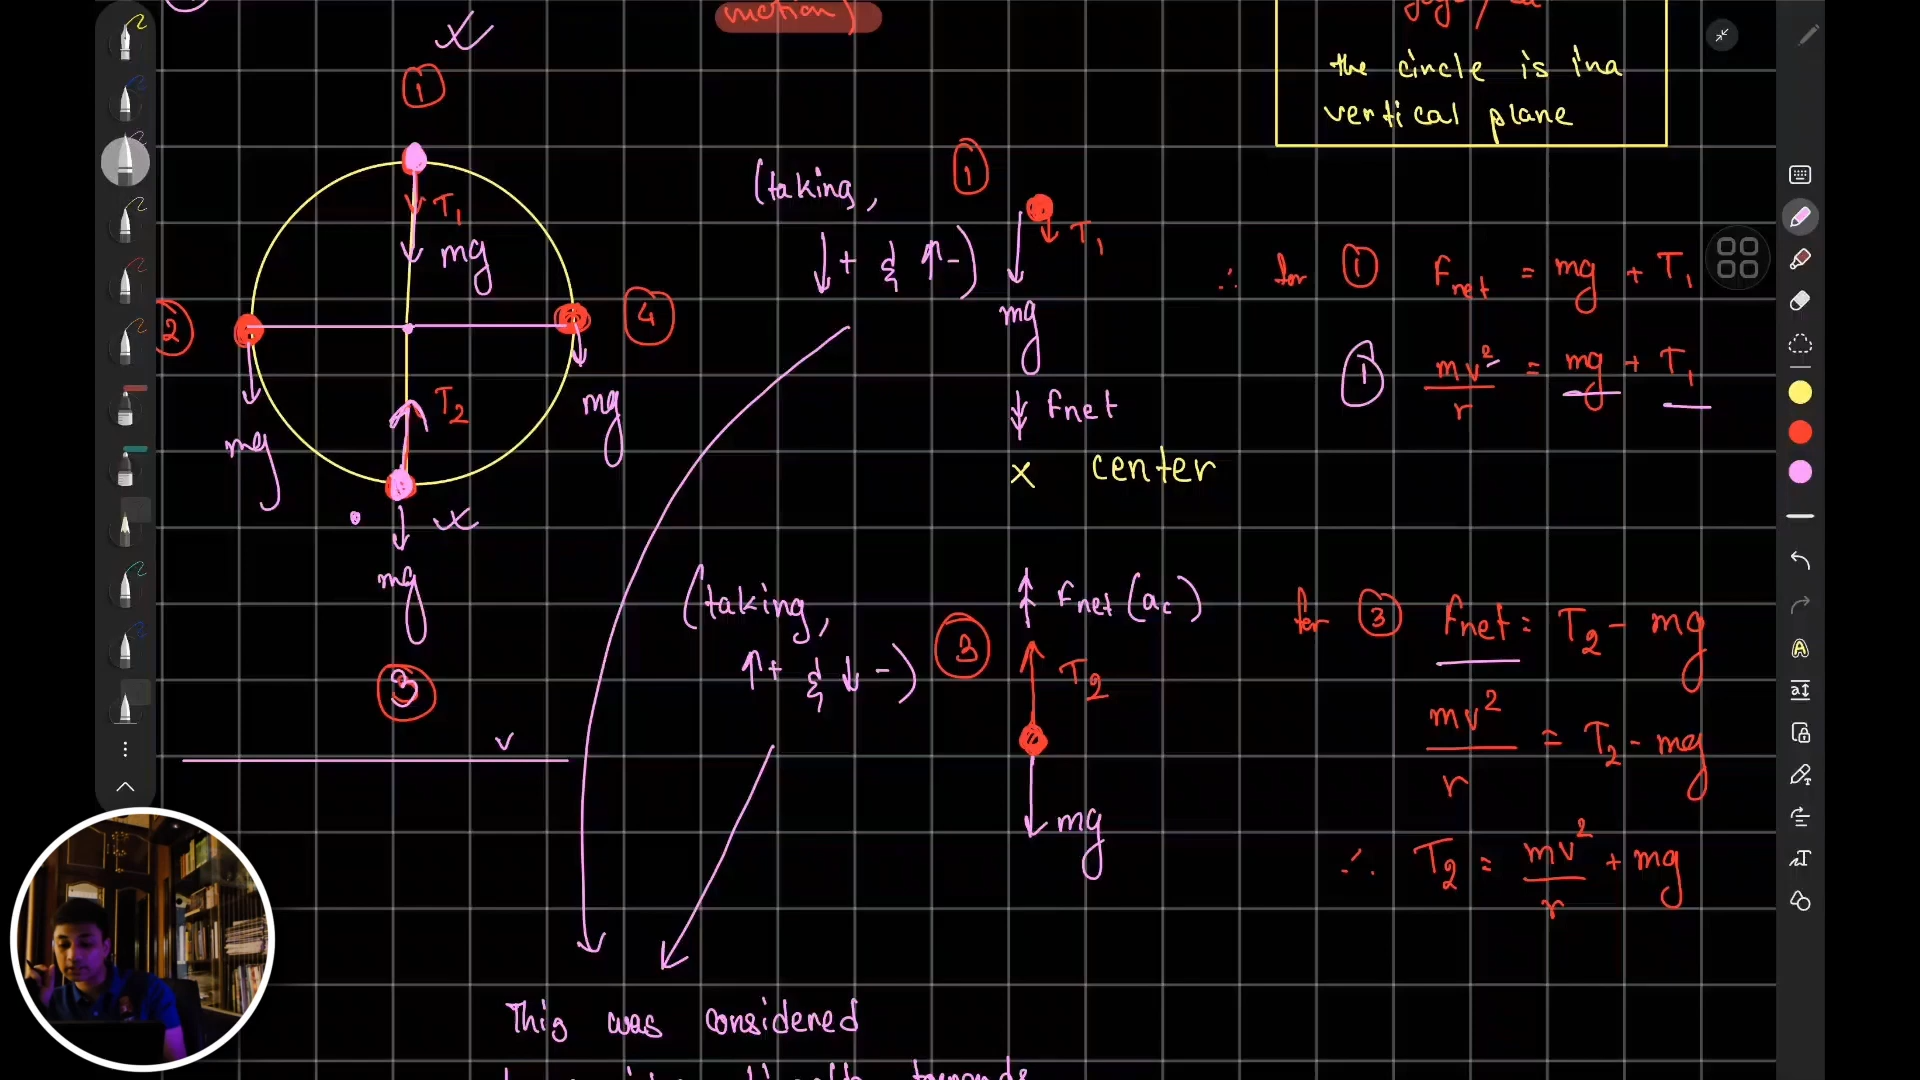 motion)
the circle is in a
vertical plane
①
T₁
mg
②
④
T₂
mg
mg
mg
③
v
(taking,
↓+ & ↑-)
①
T₁
mg
↓ Fnet
x center
∴ for ① Fnet = mg + T₁
① mv²/r = mg + T₁
(taking,
↑+ & ↓-)
③
Fnet (ac)
T₂
mg
for ③ Fnet = T₂ - mg
mv²/r = T₂ - mg
∴ T₂ = mv²/r + mg
This was considered
towards